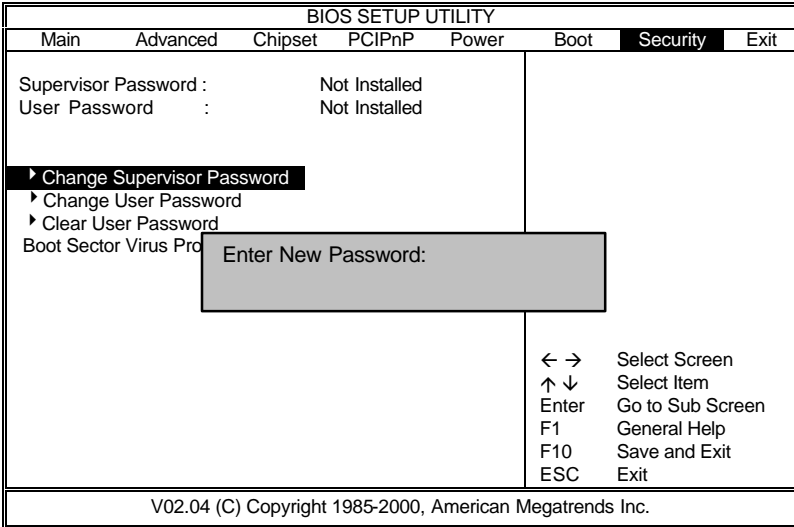 BIOS SETUP UTILITY
Main Advanced Chipset PCIPnP Power Boot Security Exit
Supervisor Password : Not Installed
User Password : Not Installed
Change Supervisor Password
Change User Password
Clear User Password
Boot Sector Virus Pro
Enter New Password:
← → Select Screen
↑ ↓ Select Item
Enter Go to Sub Screen
F1 General Help
F10 Save and Exit
ESC Exit
V02.04 (C) Copyright 1985-2000, American Megatrends Inc.